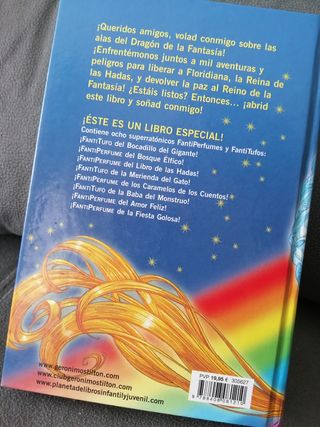 ¡Queridos amigos, volad conmigo sobre las
alas del Dragón de la Fantasía!
¡Enfrentémonos juntos a mil aventuras y
peligros para liberar a Floridiana, la Reina de
las Hadas, y devolver la paz al Reino de la
Fantasía! ¿Estáis listos? Entonces... ¡abrid
este libro y soñad conmigo!
¡ÉSTE ES UN LIBRO ESPECIAL!
Contiene ocho superratónicos FantiPerfumes y FantiTufos:
¡FANTITUFO del Bocadillo del Gigante!
¡FANTIPERFUME del Bosque Élfico!
¡FANTIPERFUME del Libro de las Hadas!
¡FANTITUFO de la Merienda del Gato!
¡FANTIPERFUME de los Caramelos de los Cuentos!
¡FANTITUFO de la Baba del Monstruo!
¡FANTIPERFUME del Amor Feliz!
¡FANTIPERFUME de la Fiesta Golosa!
www.geronimostilton.com
www.clubgeronimostilton.com
www.planetadelibrosinfantilyjuvenil.com
PVP 19,95 € 305627